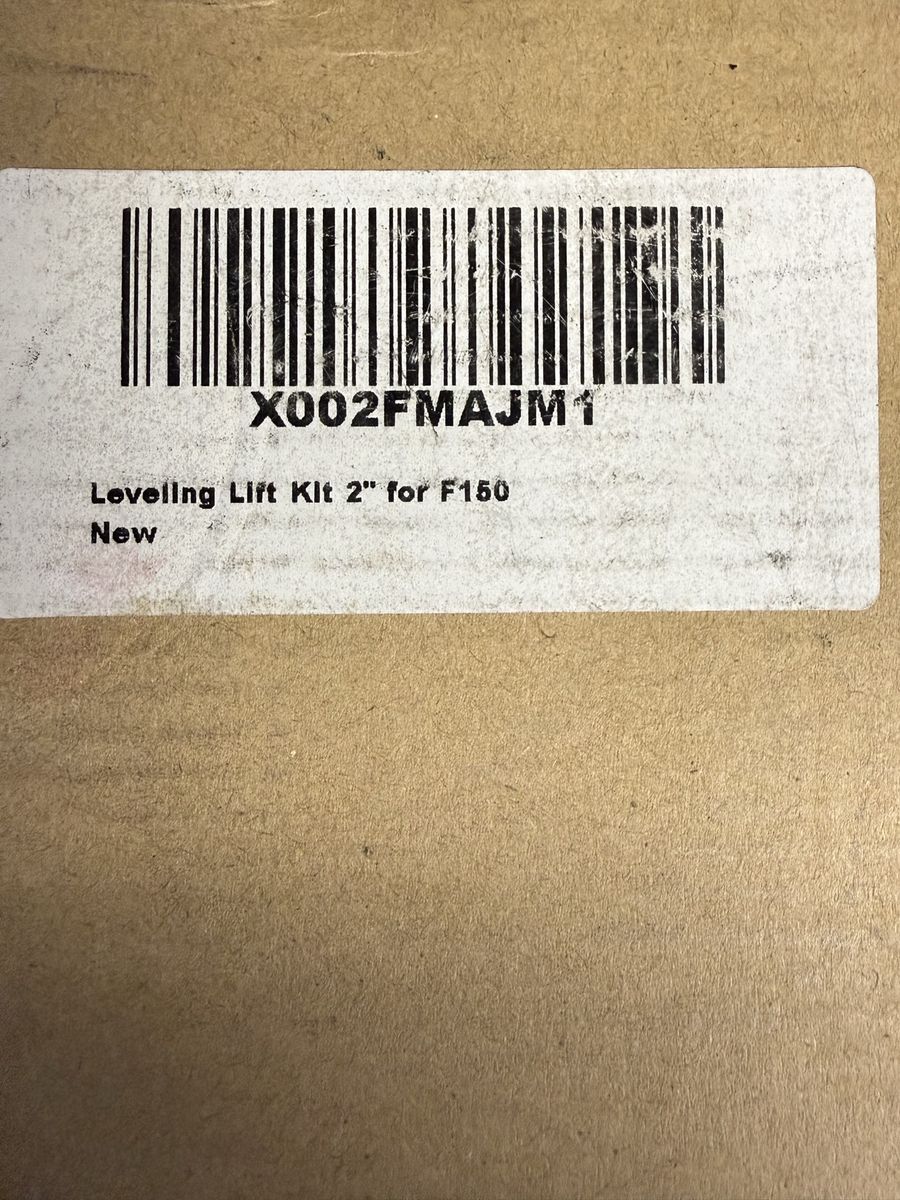 X002FMAJM1
Leveling Lift Kit 2" for F150
New